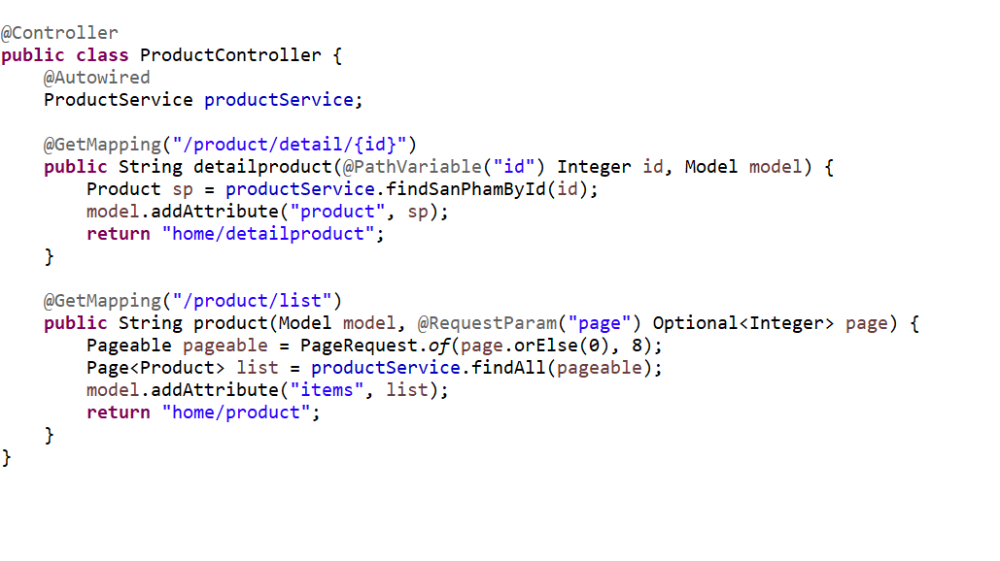 @Controller
public class ProductController {
    @Autowired
    ProductService productService;

    @GetMapping("/product/detail/{id}")
    public String detailproduct(@PathVariable("id") Integer id, Model model) {
        Product sp = productService.findSanPhamById(id);
        model.addAttribute("product", sp);
        return "home/detailproduct";
    }

    @GetMapping("/product/list")
    public String product(Model model, @RequestParam("page") Optional<Integer> page) {
        Pageable pageable = PageRequest.of(page.orElse(0), 8);
        Page<Product> list = productService.findAll(pageable);
        model.addAttribute("items", list);
        return "home/product";
    }
}